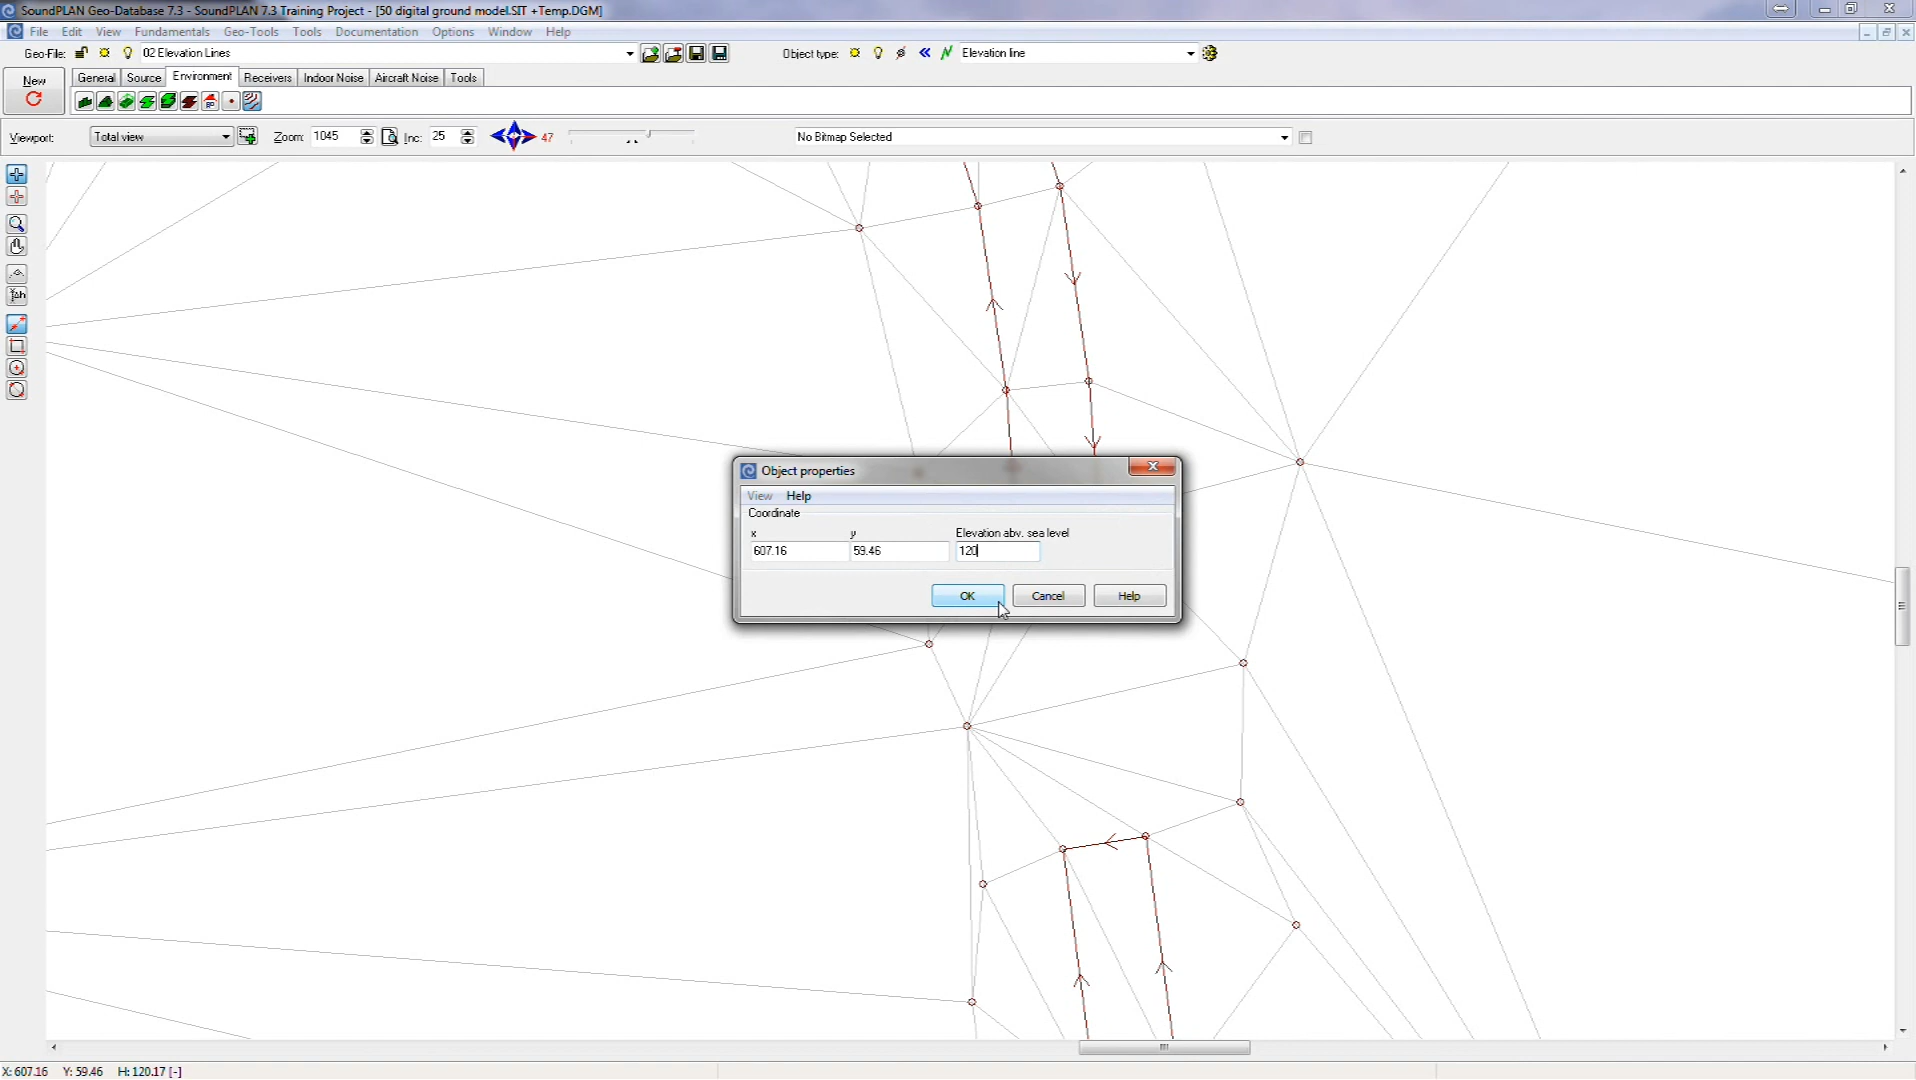 SoundPLAN Geo-Database 7.3 - SoundPLAN 7.3 Training Project - [50 digital ground model.SIT +Temp.DGM]
File Edit View Fundamentals Geo-Tools Tools Documentation Options Window Help
Geo-File: 02 Elevation Lines Object type: Elevation line
New General Source Environment Receivers Indoor Noise Aircraft Noise Tools
Viewport: Total view Zoom: 1045 Inc: 25 47 No Bitmap Selected
Object properties
View Help
Coordinate
x y Elevation abv. sea level
607.16 59.46 120
OK Cancel Help
X: 607.16 Y: 59.46 H: 120.17 [-]